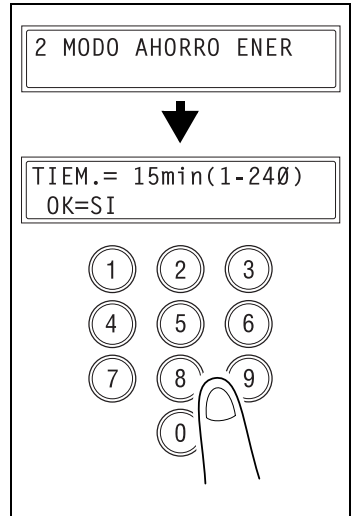 2 MODO AHORRO ENER
TIEM.= 15min(1-24Ø)
OK=SI
1 2 3
4 5 6
7 8 9
0